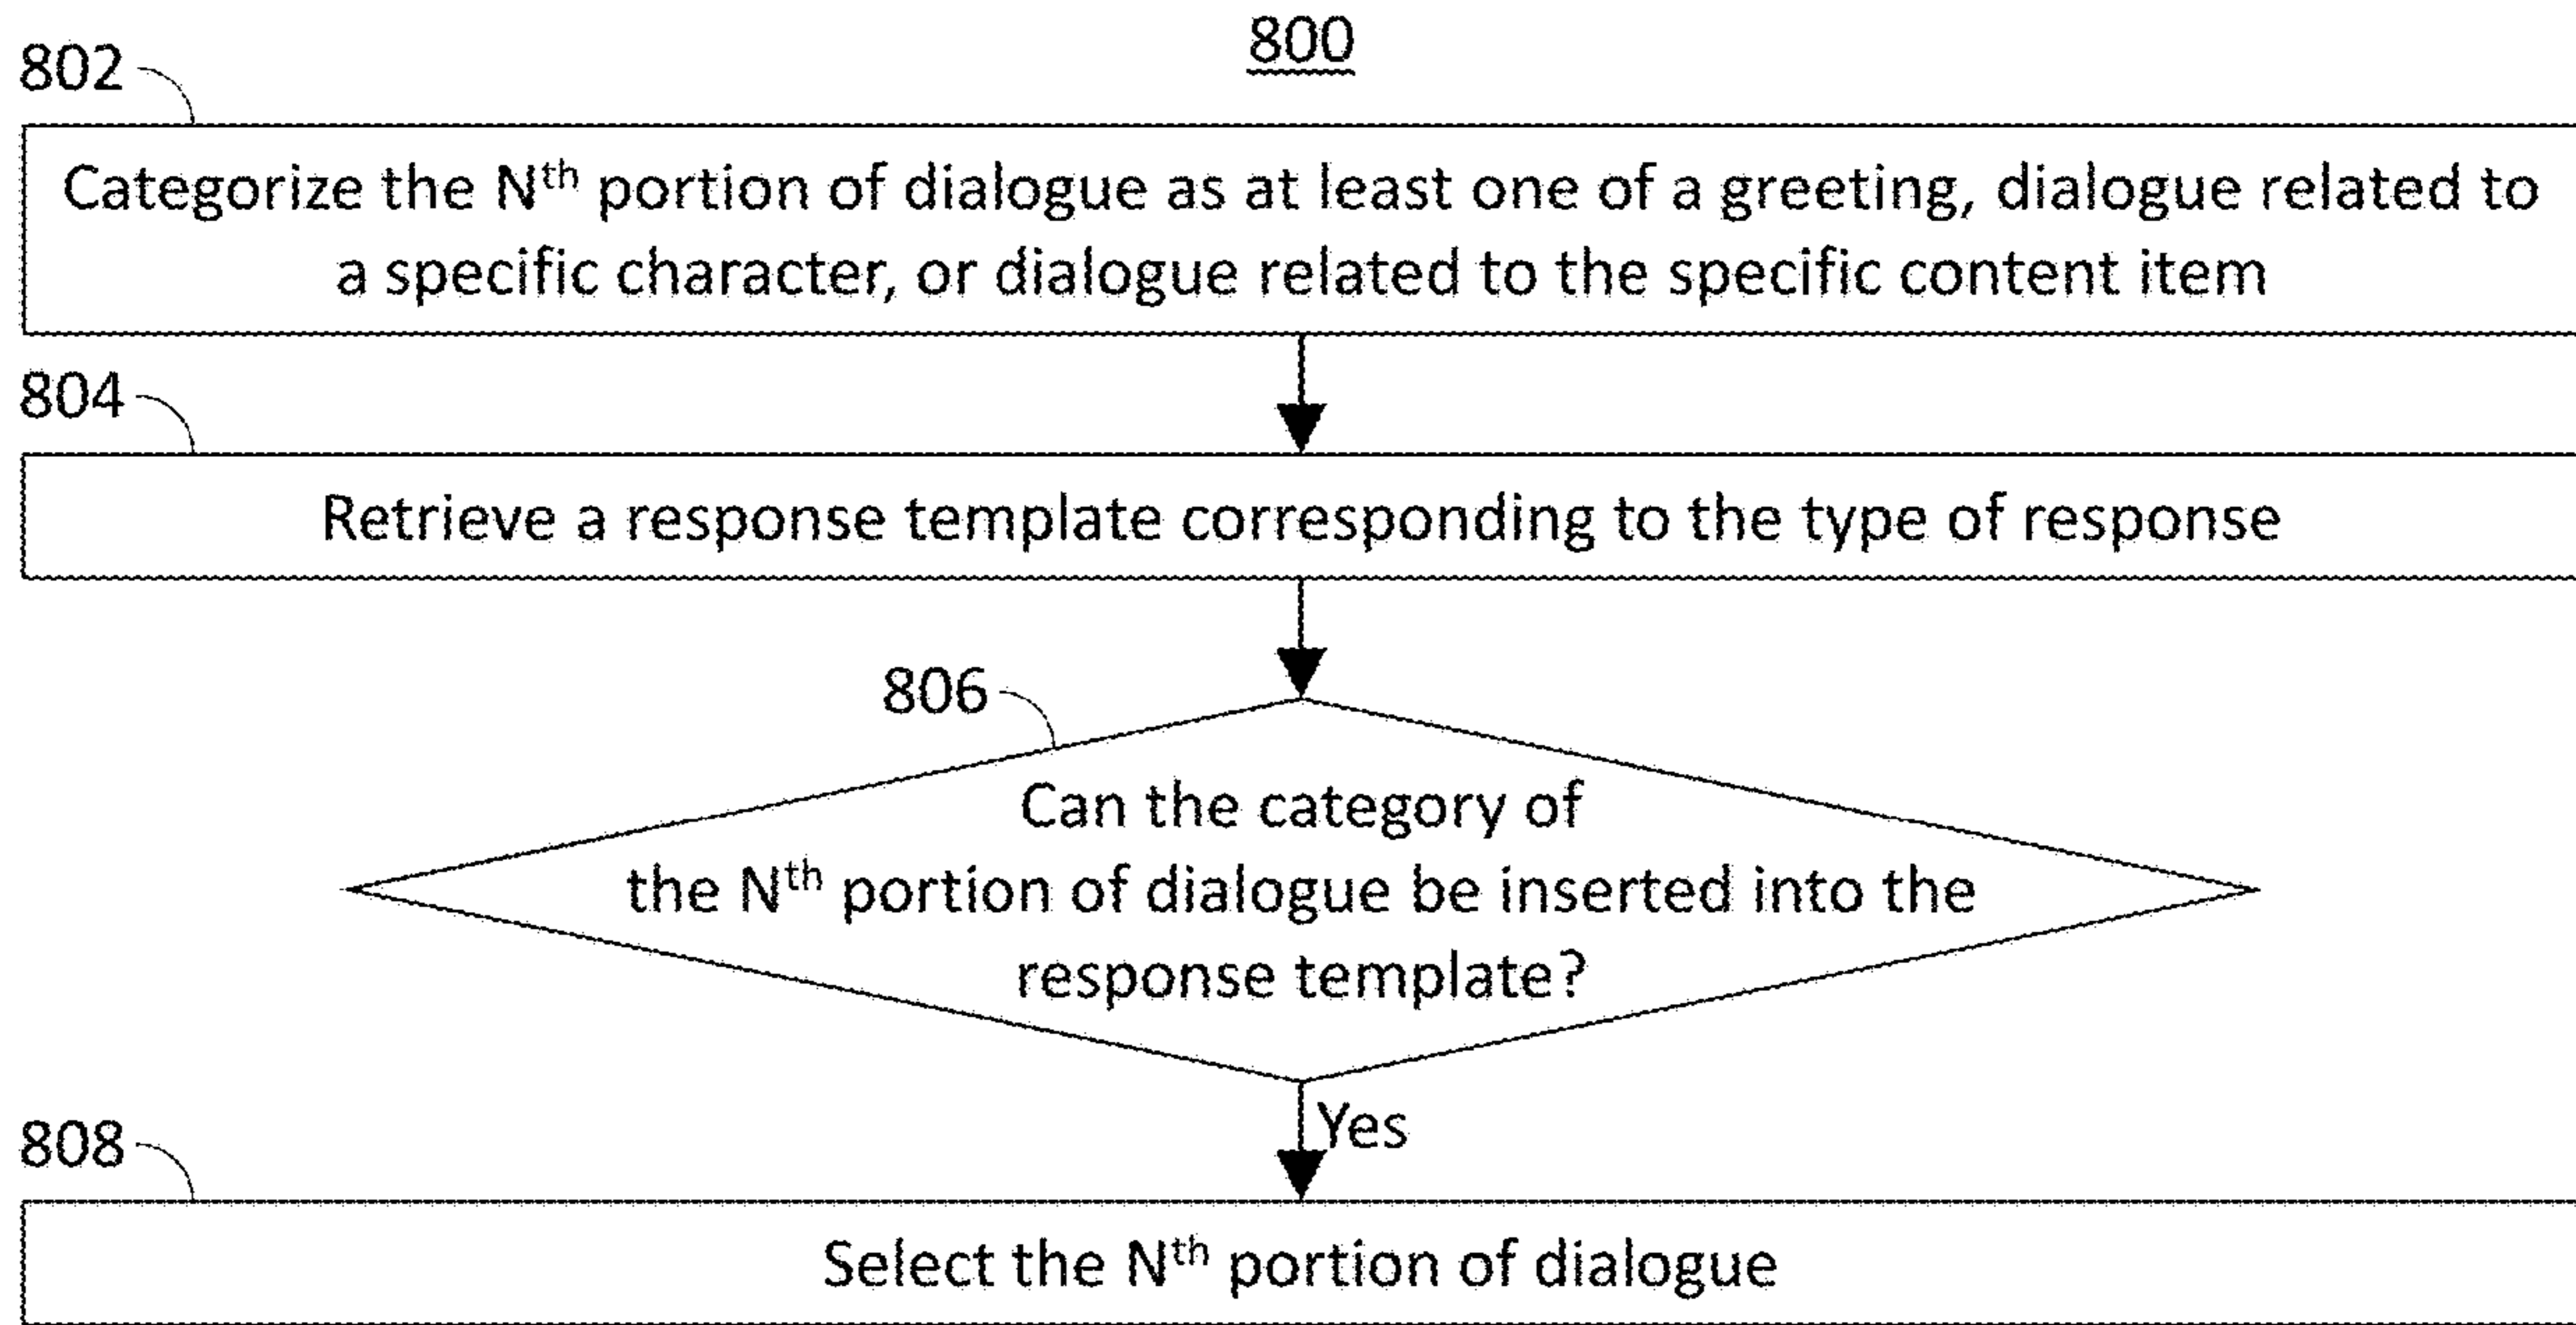 800
802
Categorize the Nth portion of dialogue as at least one of a greeting, dialogue related to
a specific character, or dialogue related to the specific content item
804
Retrieve a response template corresponding to the type of response
806
Can the category of
the Nth portion of dialogue be inserted into the
response template?
Yes
808
Select the Nth portion of dialogue